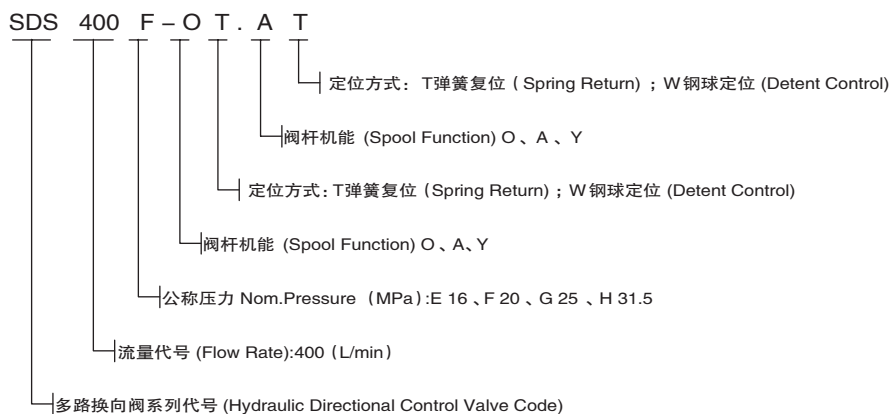 SDS 400 F – O T . A T
定位方式： T弹簧复位（Spring Return）；W钢球定位 (Detent Control)
阀杆机能 (Spool Function) O 、A 、Y
定位方式：T弹簧复位（Spring Return）；W钢球定位 (Detent Control)
阀杆机能 (Spool Function) O 、A、Y
公称压力 Nom.Pressure （MPa）:E 16 、F 20 、G 25 、H 31.5
流量代号 (Flow Rate):400（L/min）
多路换向阀系列代号 (Hydraulic Directional Control Valve Code)